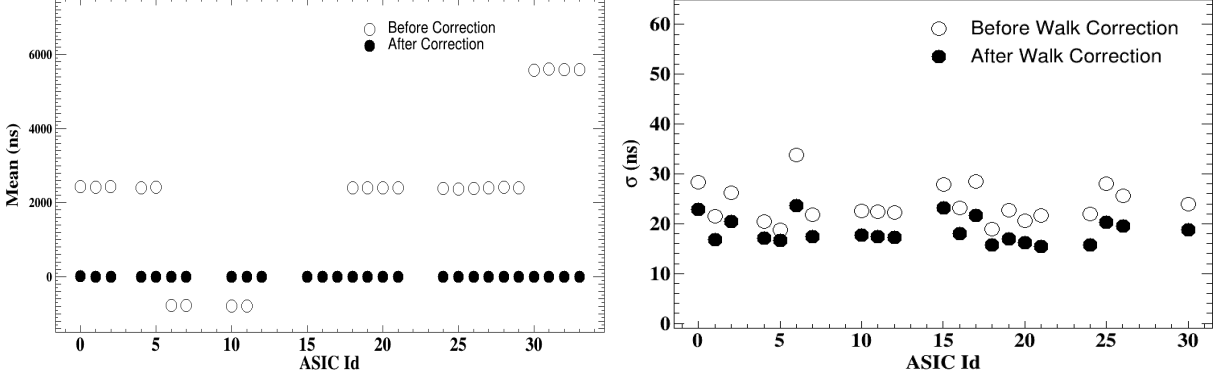 Before Correction
After Correction
6000
4000
2000
0
Mean (ns)
0 5 10 15 20 25 30
ASIC Id
Before Walk Correction
After Walk Correction
60
50
40
30
20
10
0
σ (ns)
0 5 10 15 20 25 30
ASIC Id